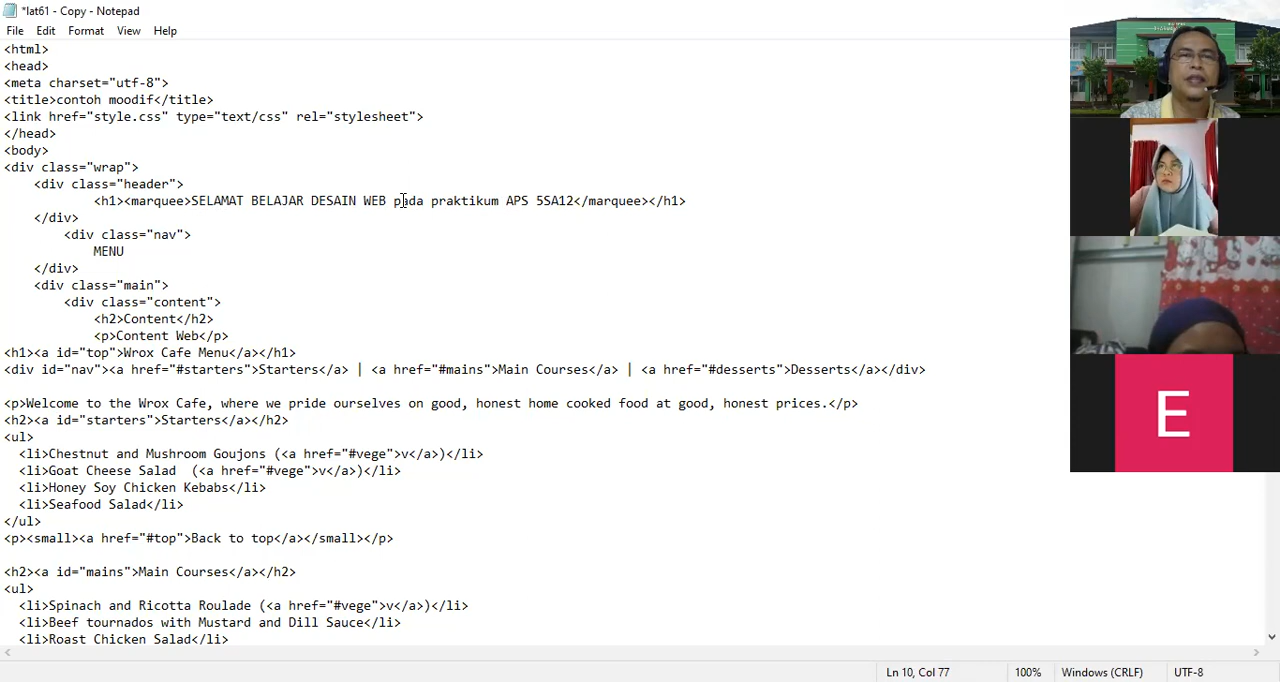 *lat61 - Copy - Notepad
File Edit Format View Help
<html>
<head>
<meta charset="utf-8">
<title>contoh moodif</title>
<link href="style.css" type="text/css" rel="stylesheet">
</head>
<body>
<div class="wrap">
<div class="header">
<h1><marquee>SELAMAT BELAJAR DESAIN WEB pada praktikum APS 5SA12</marquee></h1>
</div>
<div class="nav">
MENU
</div>
<div class="main">
<div class="content">
<h2>Content</h2>
<p>Content Web</p>
<h1><a id="top">Wrox Cafe Menu</a></h1>
<div id="nav"><a href="#starters">Starters</a> | <a href="#mains">Main Courses</a> | <a href="#desserts">Desserts</a></div>
<p>Welcome to the Wrox Cafe, where we pride ourselves on good, honest home cooked food at good, honest prices.</p>
<h2><a id="starters">Starters</a></h2>
<ul>
<li>Chestnut and Mushroom Goujons (<a href="#vege">v</a>)</li>
<li>Goat Cheese Salad  (<a href="#vege">v</a>)</li>
<li>Honey Soy Chicken Kebabs</li>
<li>Seafood Salad</li>
</ul>
<p><small><a href="#top">Back to top</a></small></p>
<h2><a id="mains">Main Courses</a></h2>
<ul>
<li>Spinach and Ricotta Roulade (<a href="#vege">v</a>)</li>
<li>Beef tournados with Mustard and Dill Sauce</li>
<li>Roast Chicken Salad</li>
Ln 10, Col 77 100% Windows (CRLF) UTF-8
E